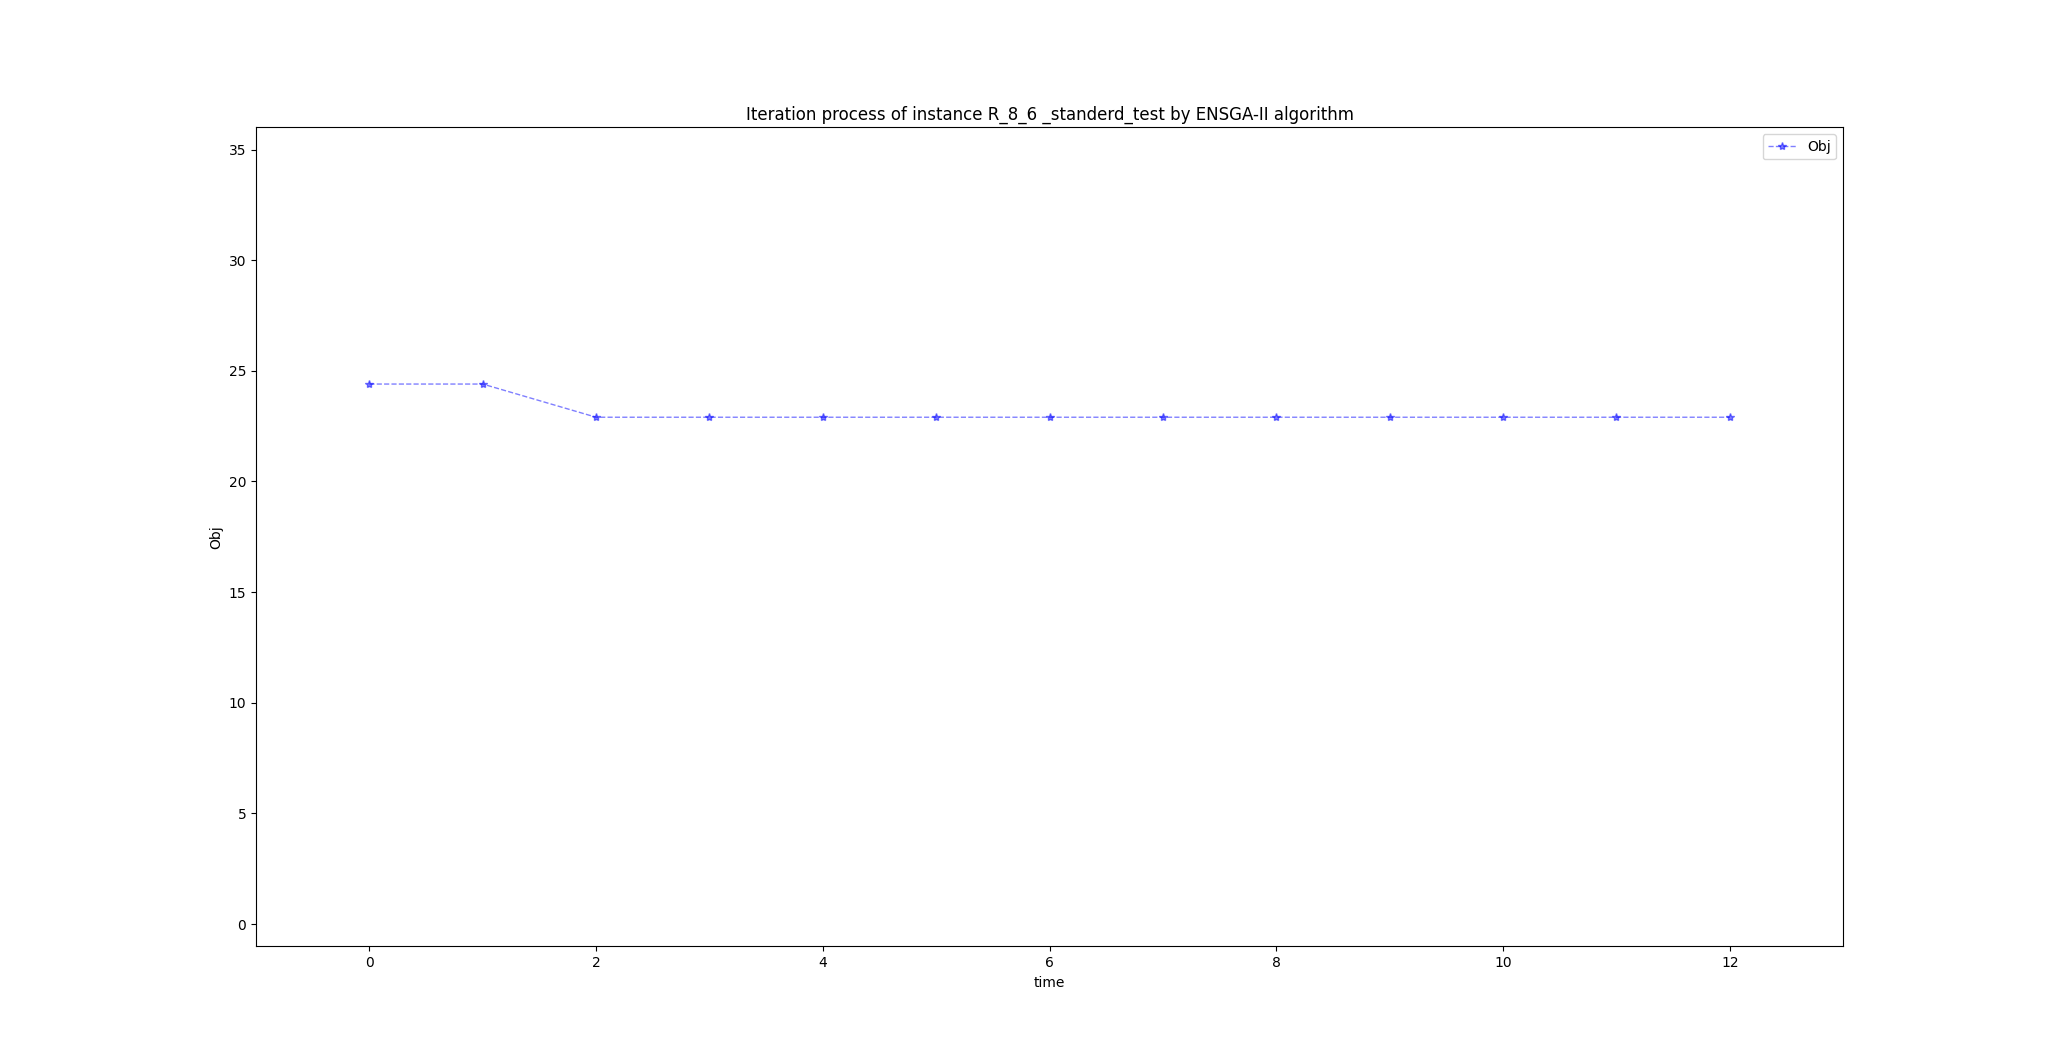 Iteration process of instance R_8_6 _standerd_test by ENSGA-II algorithm
Obj
35
30
25
20
15
10
5
0
Obj
0 2 4 6 8 10 12
time